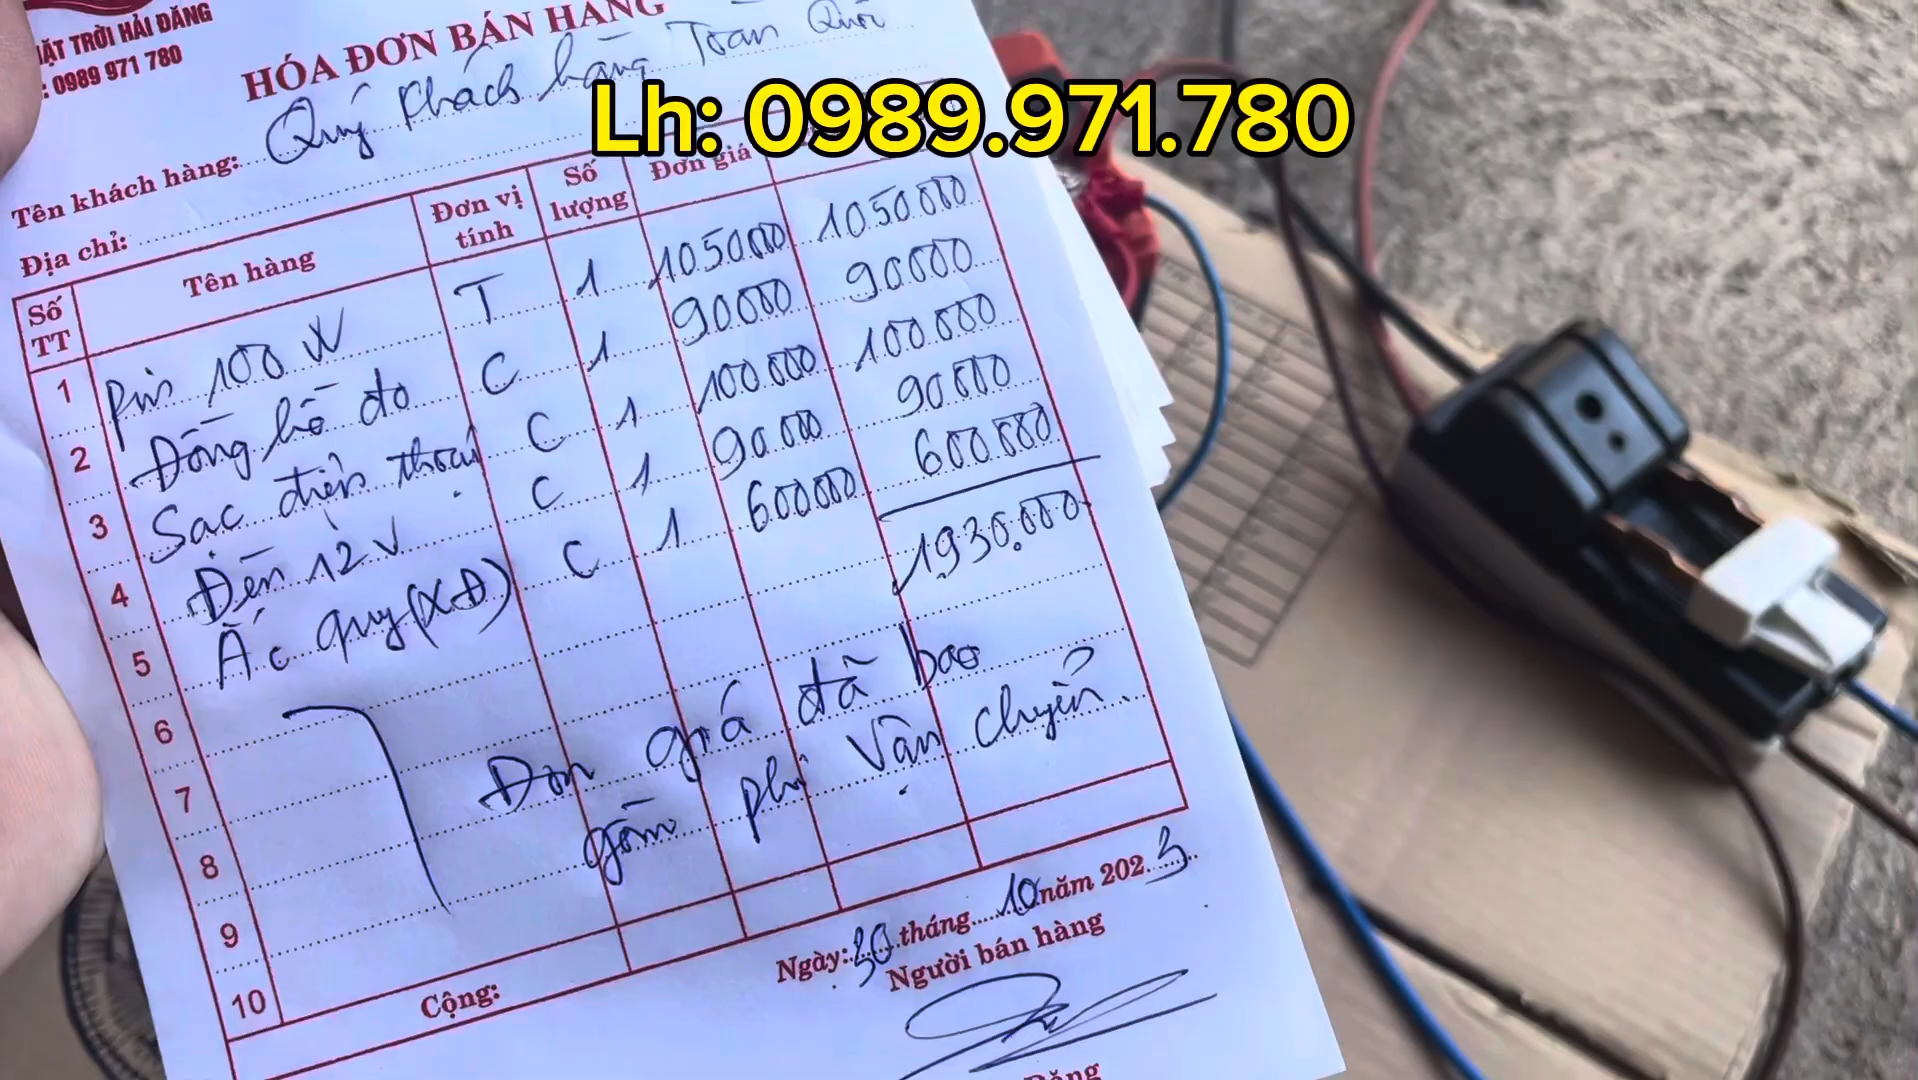 ẶT TRỜI HẢI ĐĂNG
: 0989 971 780
HÓA ĐƠN BÁN HÀNG
Lh: 0989.971.780
Tên khách hàng: Quý khách hàng Toàn Quốc
Địa chỉ:
Số TT Tên hàng Đơn vị tính Số lượng Đơn giá
1 Pin 100 W T 1 1050.000 1050.000
2 Đồng hồ đo C 1 90.000 90.000
3 Sạc điện thoại C 1 100.000 100.000
4 Đèn 12 V C 1 90.000 90.000
5 Ắc quy (XĐ) C 1 600.000 600.000
1.930.000
6
7
8
9
10
Đơn giá đã bao
gồm phí vận chuyển.
Cộng:
Ngày: 30 tháng 10 năm 2023
Người bán hàng
Đăng